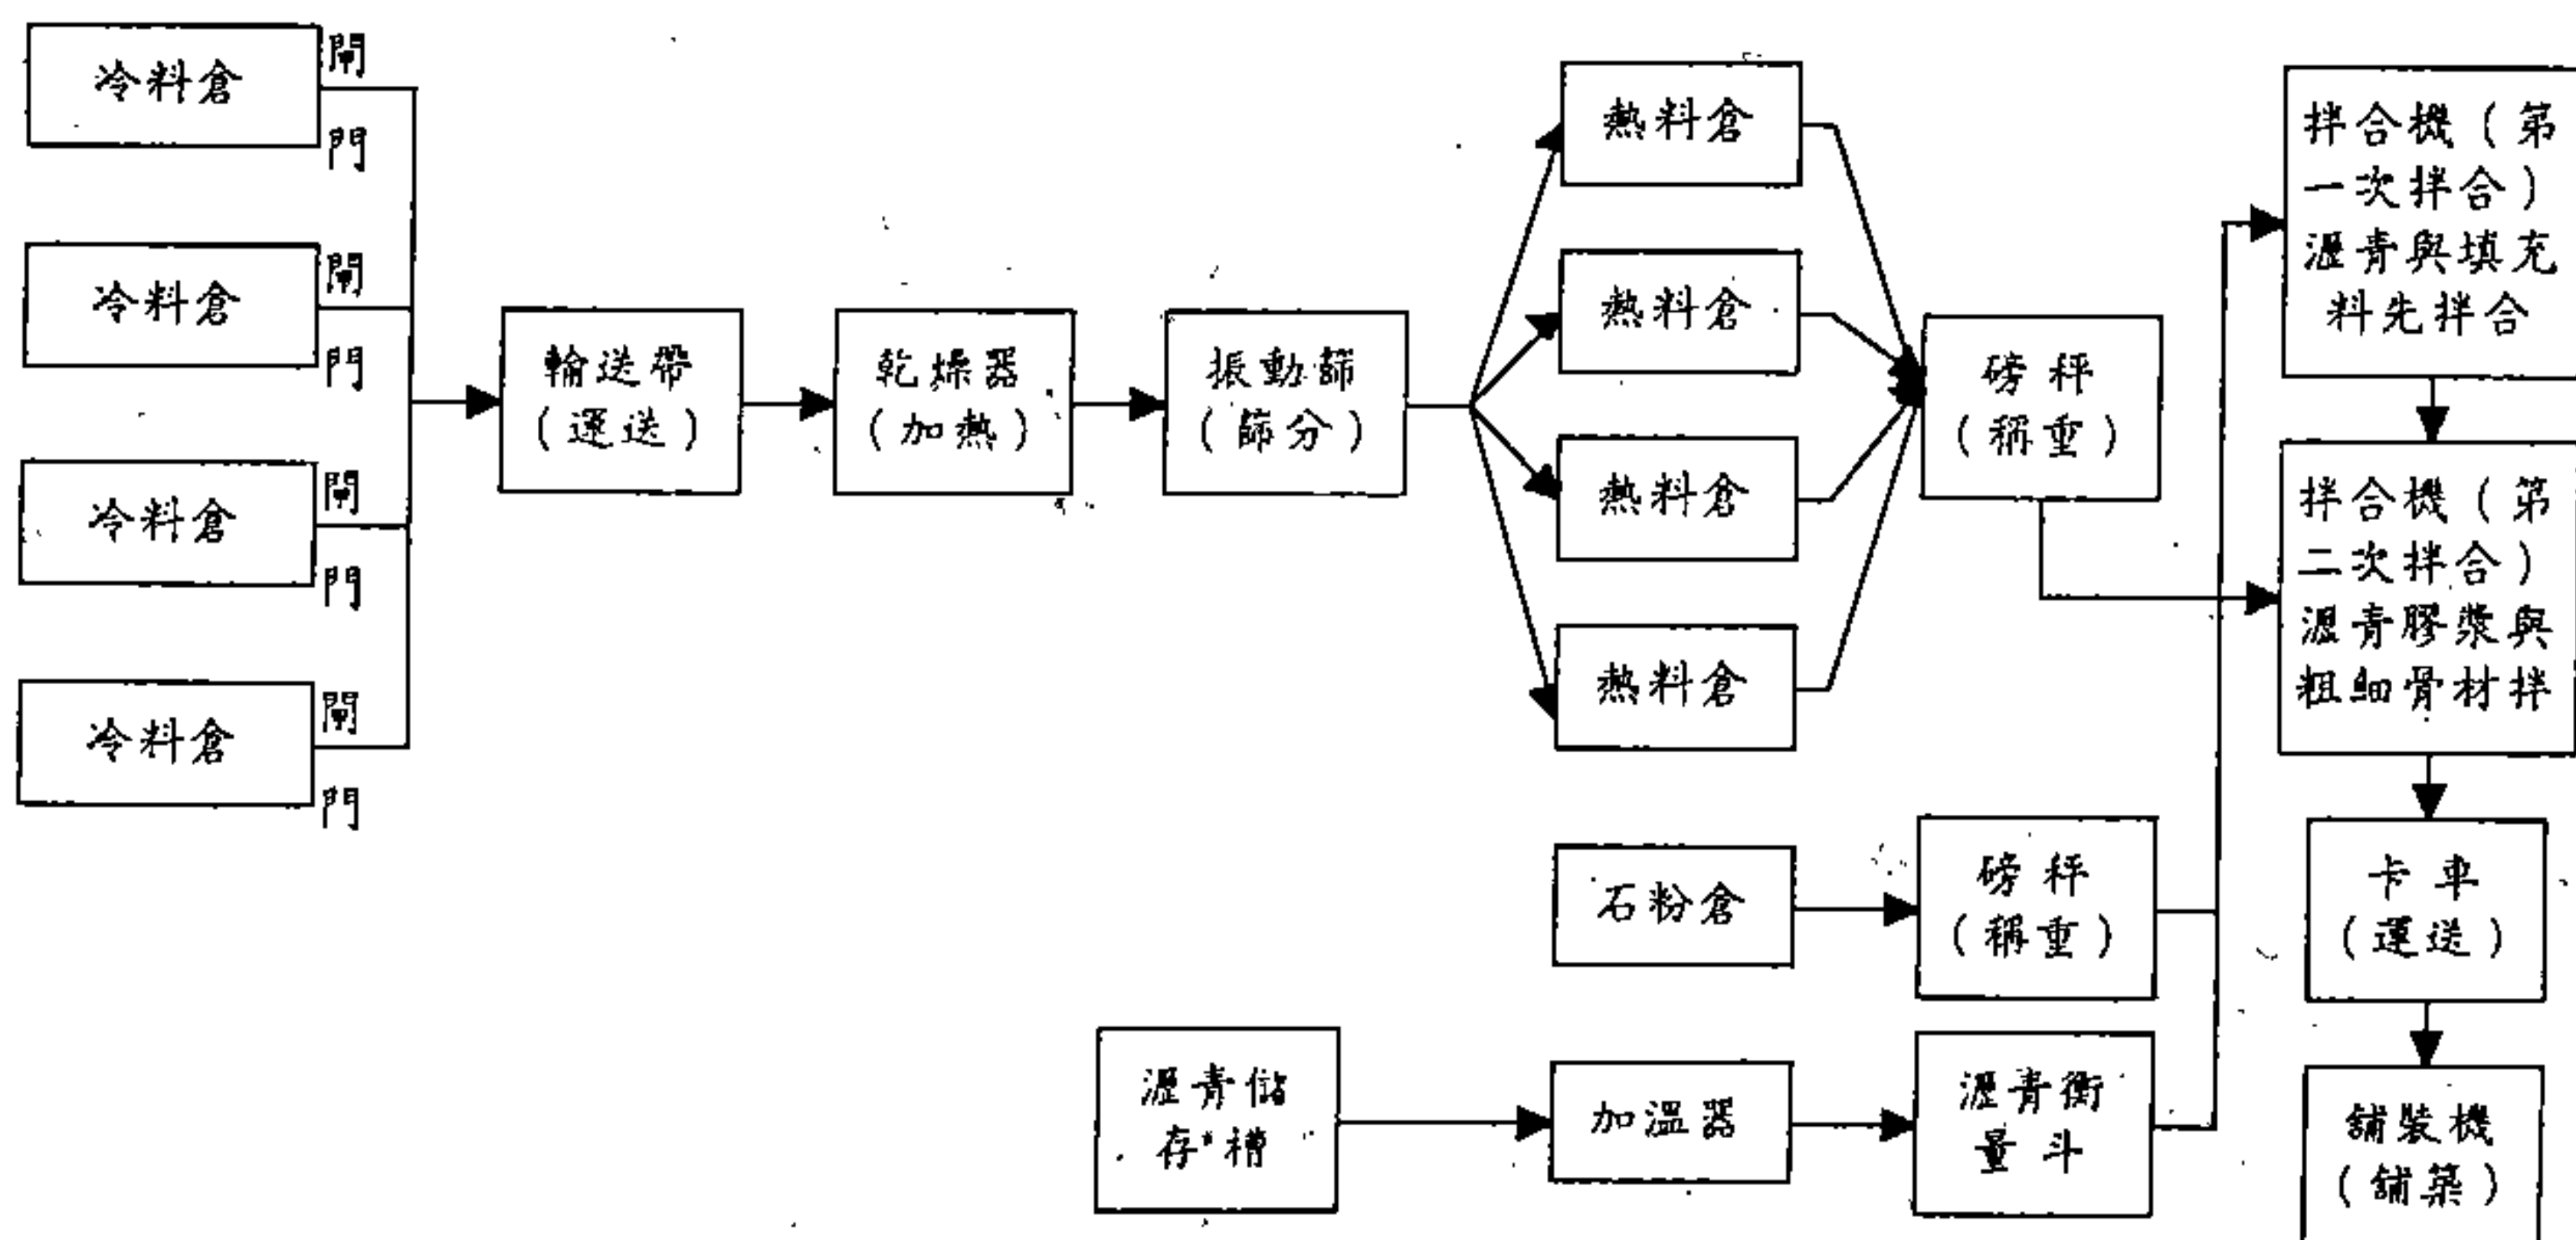 冷料倉
閘
門
冷料倉
閘
門
冷料倉
閘
門
冷料倉
閘
門
輸送帶
(運送)
乾燥器
(加熱)
振動篩
(篩分)
熱料倉
熱料倉
熱料倉
熱料倉
磅秤
(稱重)
石粉倉
磅秤
(稱重)
瀝青儲
存槽
加溫器
瀝青衡
量斗
拌合機(第
一次拌合)
瀝青與填充
料先拌合
拌合機(第
二次拌合)
瀝青膠漿與
粗細骨材拌
卡車
(運送)
舖裝機
(舖築)